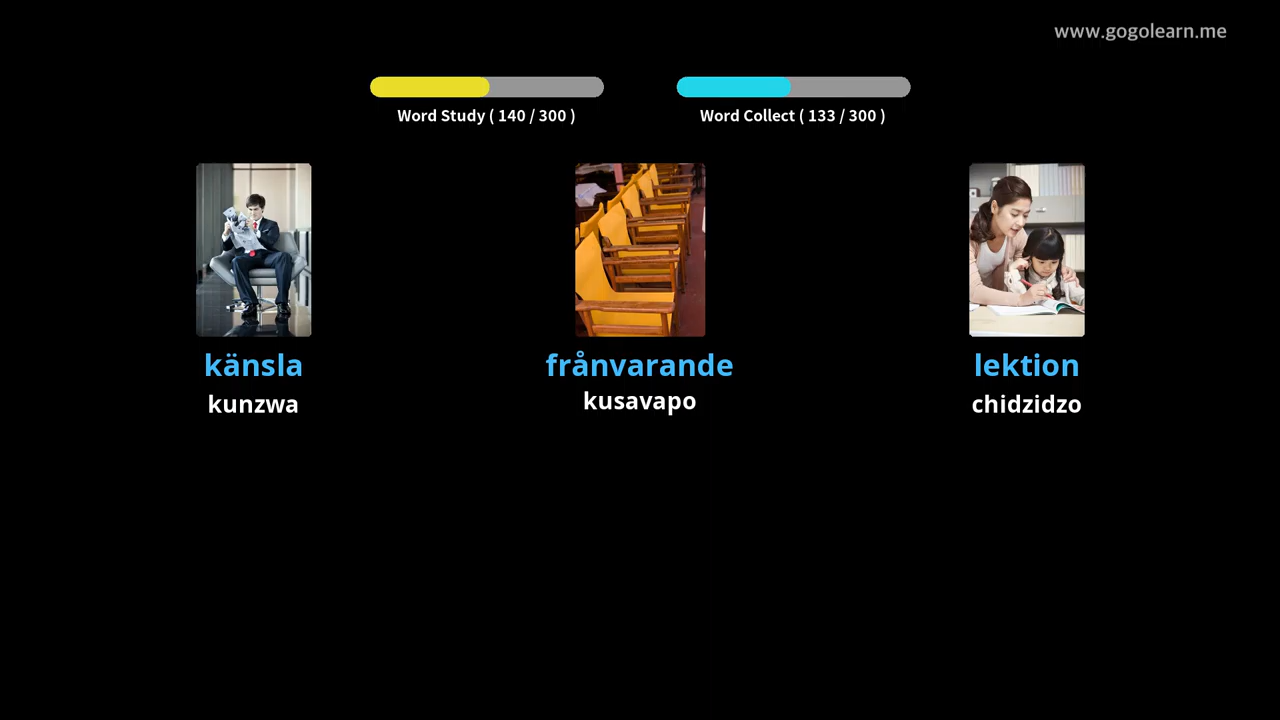 www.gogolearn.me
Word Study ( 140 / 300 )
Word Collect ( 133 / 300 )
känsla
frånvarande
lektion
kunzwa
kusavapo
chidzidzo